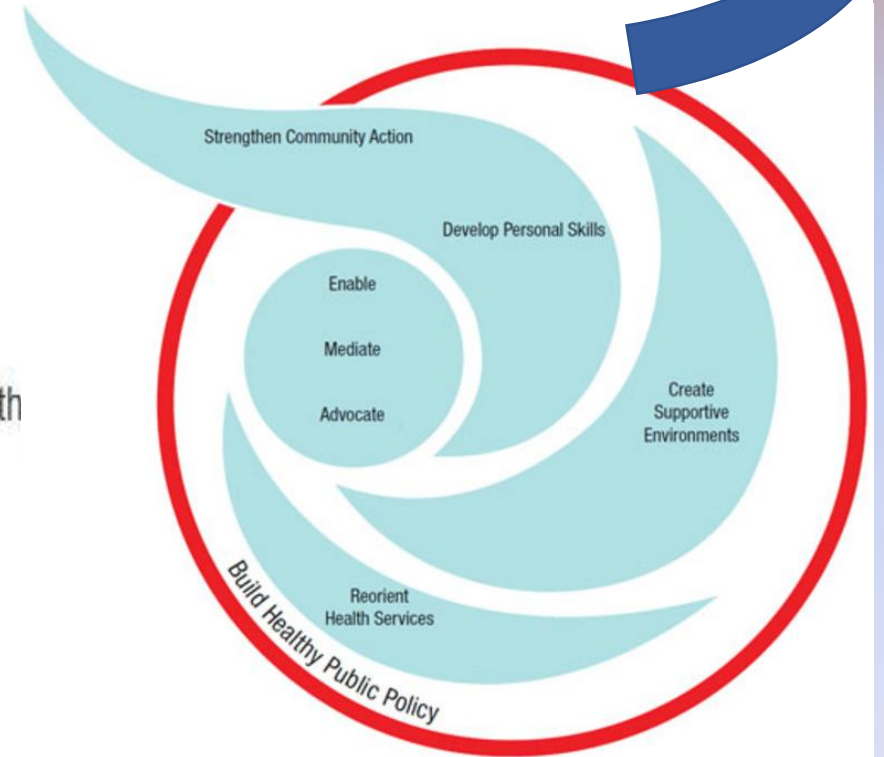 Strengthen Community Action
Develop Personal Skills
Enable
Mediate
Advocate
th
Create
Supportive
Environments
Reorient
Health Services
Build Healthy Public Policy